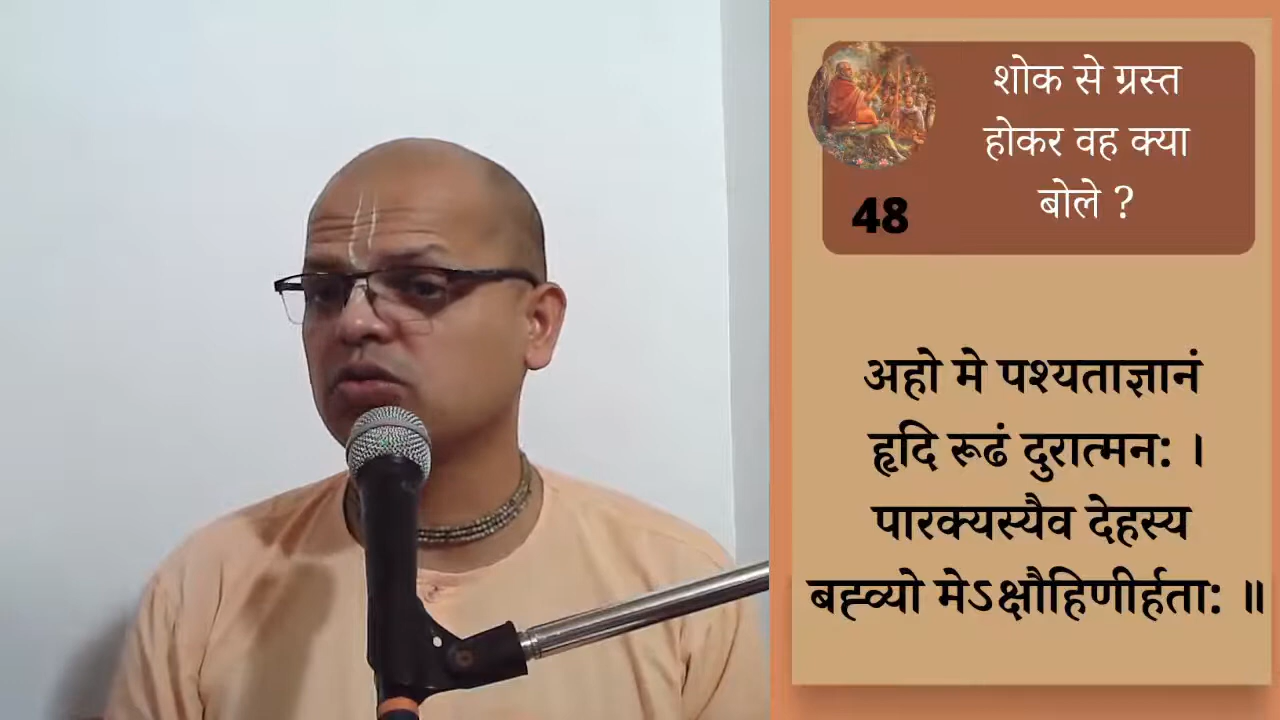 शोक से ग्रस्त
होकर वह क्या
बोले ?
48
अहो मे पश्यताज्ञानं
हृदि रूढं दुरात्मन: ।
पारक्यस्यैव देहस्य
बह्व्यो मेऽक्षौहिणीर्हता: ॥